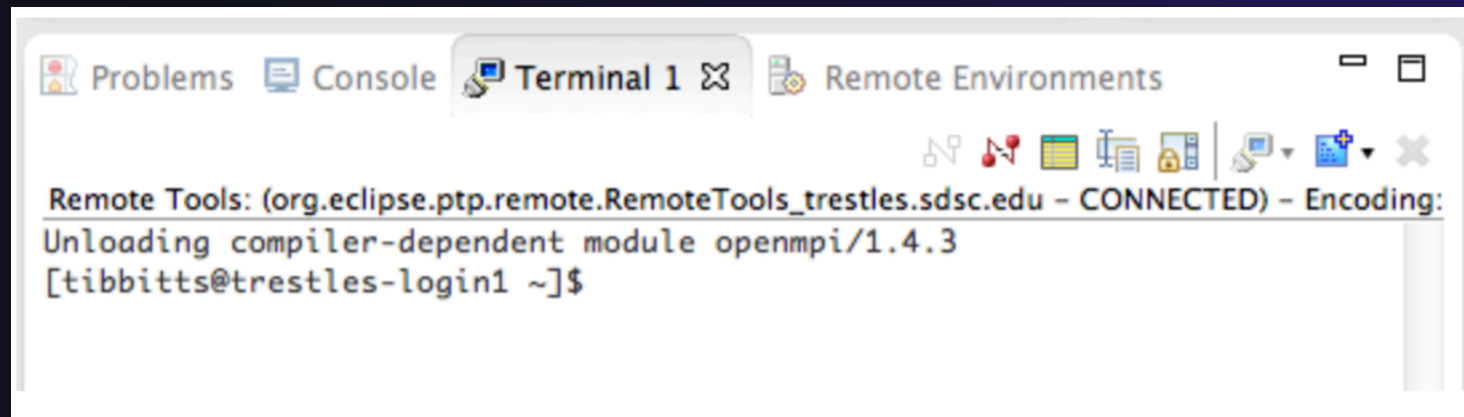 Problems Console Terminal 1 Remote Environments
Remote Tools: (org.eclipse.ptp.remote.RemoteTools_trestles.sdsc.edu – CONNECTED) – Encoding:
Unloading compiler-dependent module openmpi/1.4.3
[tibbitts@trestles-login1 ~]$